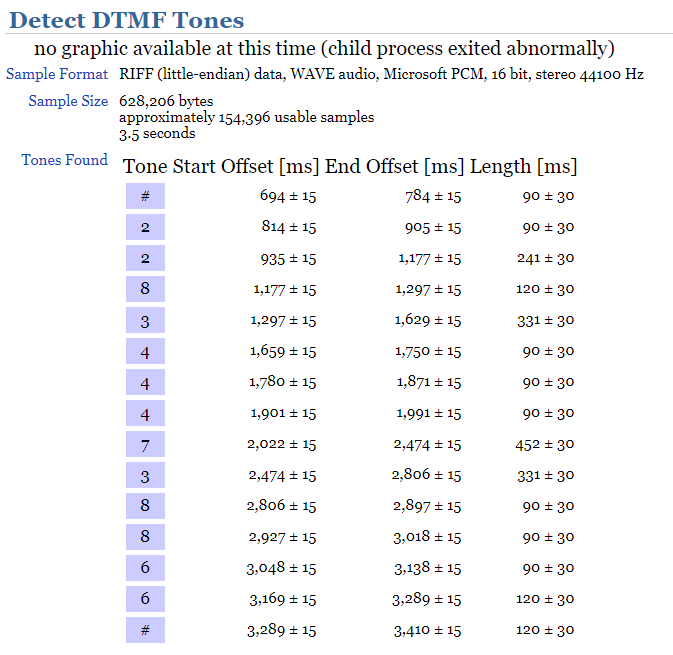 Detect DTMF Tones
no graphic available at this time (child process exited abnormally)
Sample Format RIFF (little-endian) data, WAVE audio, Microsoft PCM, 16 bit, stereo 44100 Hz
Sample Size 628,206 bytes
approximately 154,396 usable samples
3.5 seconds
Tones Found Tone Start Offset [ms] End Offset [ms] Length [ms]
# 694 ± 15 784 ± 15 90 ± 30
2 814 ± 15 905 ± 15 90 ± 30
2 935 ± 15 1,177 ± 15 241 ± 30
8 1,177 ± 15 1,297 ± 15 120 ± 30
3 1,297 ± 15 1,629 ± 15 331 ± 30
4 1,659 ± 15 1,750 ± 15 90 ± 30
4 1,780 ± 15 1,871 ± 15 90 ± 30
4 1,901 ± 15 1,991 ± 15 90 ± 30
7 2,022 ± 15 2,474 ± 15 452 ± 30
3 2,474 ± 15 2,806 ± 15 331 ± 30
8 2,806 ± 15 2,897 ± 15 90 ± 30
8 2,927 ± 15 3,018 ± 15 90 ± 30
6 3,048 ± 15 3,138 ± 15 90 ± 30
6 3,169 ± 15 3,289 ± 15 120 ± 30
# 3,289 ± 15 3,410 ± 15 120 ± 30